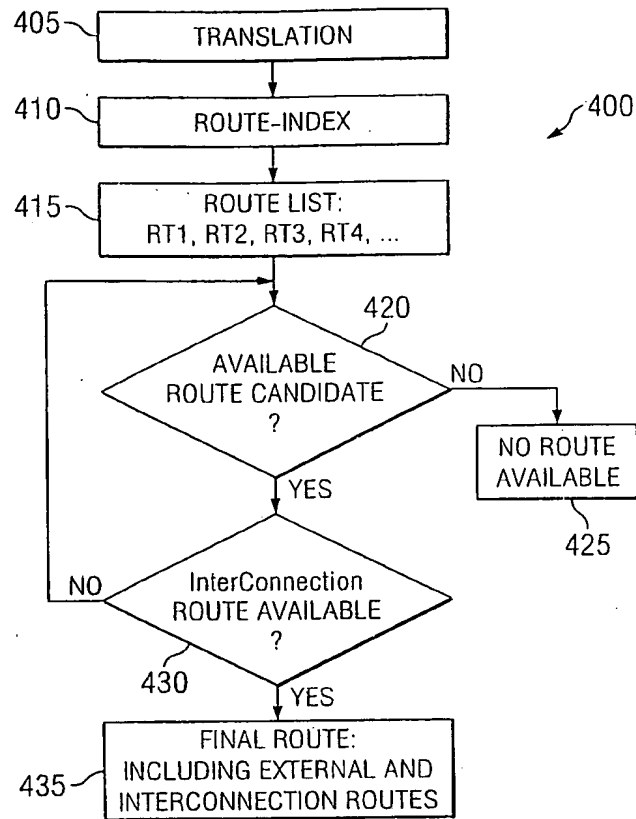 405
TRANSLATION
410
ROUTE-INDEX
400
415
ROUTE LIST:
RT1, RT2, RT3, RT4, ...
420
AVAILABLE
ROUTE CANDIDATE
?
NO
NO ROUTE
AVAILABLE
425
YES
NO
InterConnection
ROUTE AVAILABLE
?
430
YES
435
FINAL ROUTE:
INCLUDING EXTERNAL AND
INTERCONNECTION ROUTES